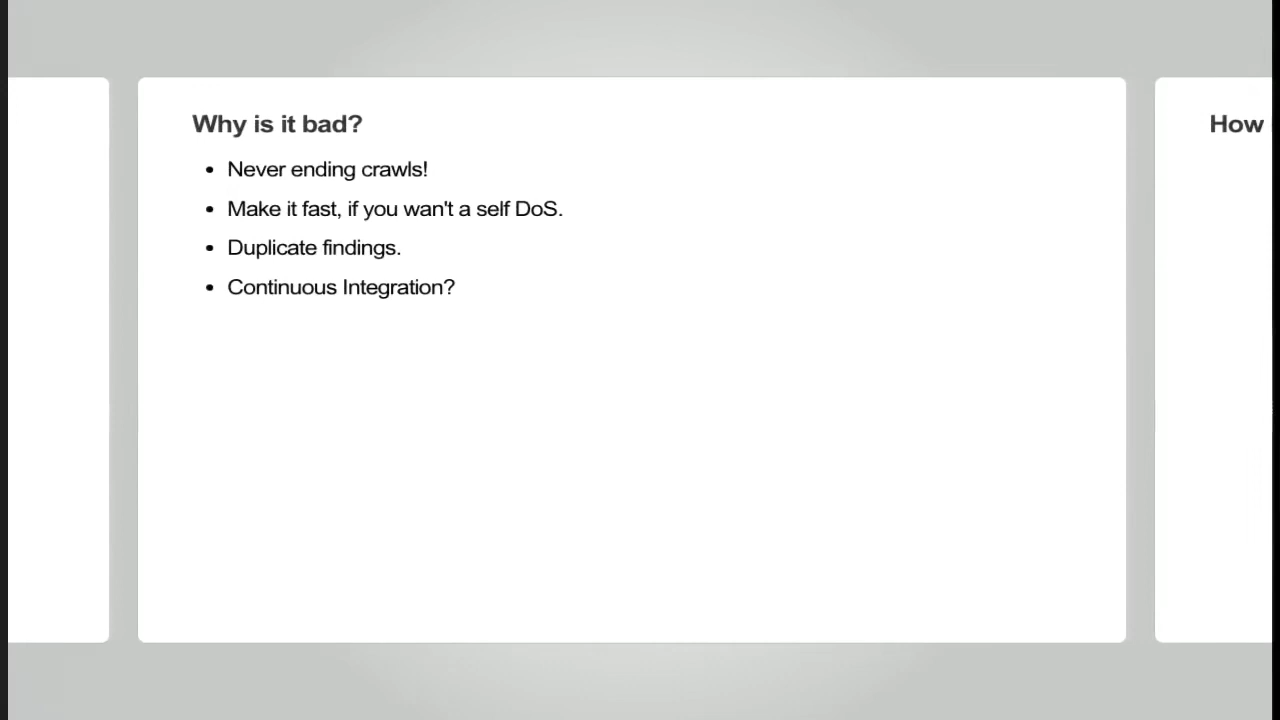 Why is it bad?
• Never ending crawls!
• Make it fast, if you wan't a self DoS.
• Duplicate findings.
• Continuous Integration?
How